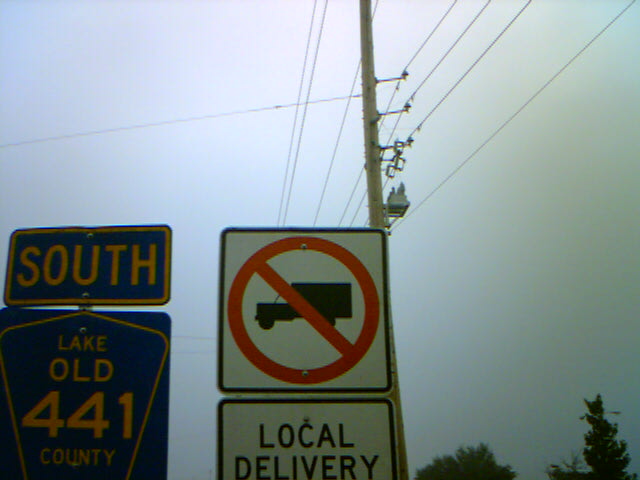 SOUTH
LAKE
OLD
441
COUNTY
LOCAL
DELIVERY